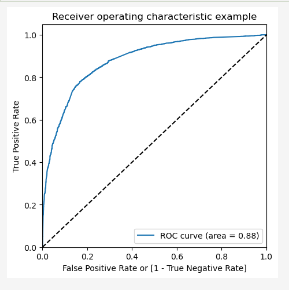 Receiver operating characteristic example
1.0
0.8
0.6
0.4
0.2
0.0
True Positive Rate
ROC curve (area = 0.88)
0.0 0.2 0.4 0.6 0.8 1.0
False Positive Rate or [1 - True Negative Rate]